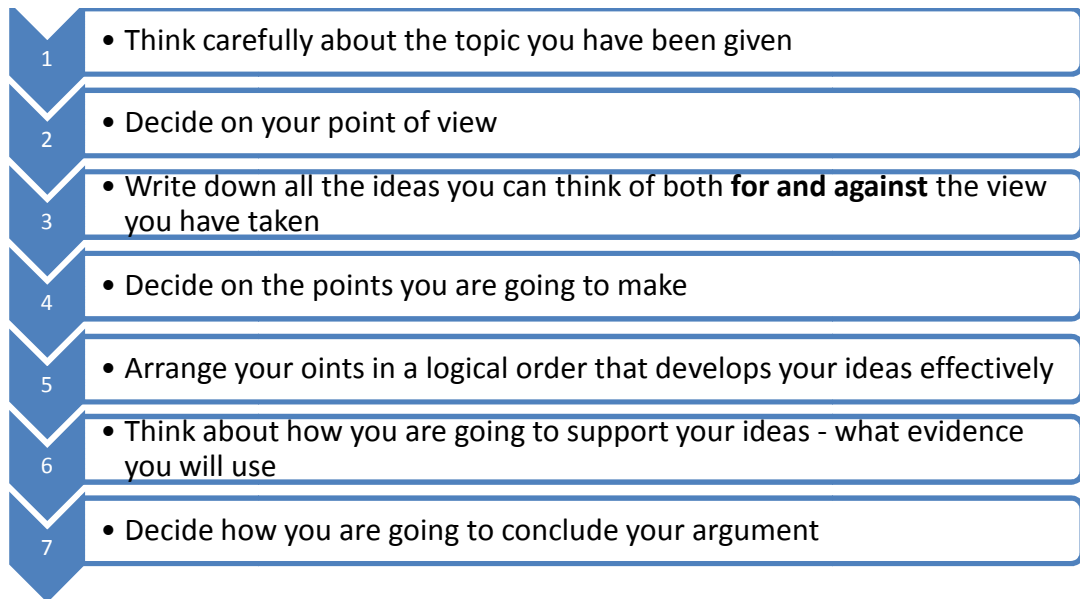 1
• Think carefully about the topic you have been given
2
• Decide on your point of view
3
• Write down all the ideas you can think of both for and against the view
you have taken
4
• Decide on the points you are going to make
5
• Arrange your oints in a logical order that develops your ideas effectively
6
• Think about how you are going to support your ideas - what evidence
you will use
7
• Decide how you are going to conclude your argument